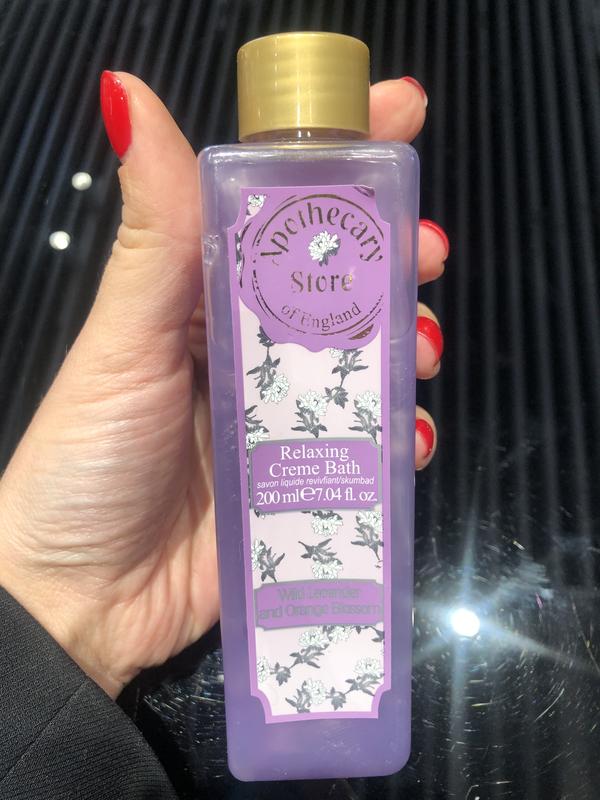 Apothecary
Store
of England
Relaxing
Creme Bath
savon liquide revivfiant/skumbad
200 ml ℮ 7.04 fl. oz.
Wild Lavender
and Orange Blossom